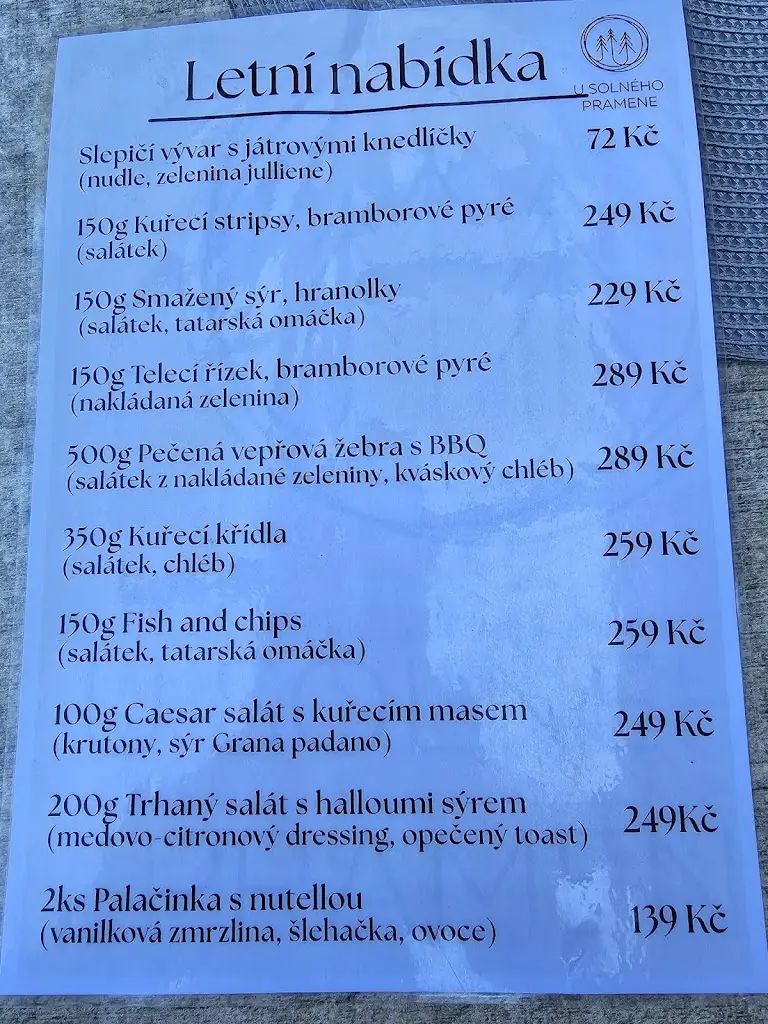 Letní nabídka
U SOLNÉHO
PRAMENE
Slepičí vývar s játrovými knedlíčky 72 Kč
(nudle, zelenina julliene)
150g Kuřecí stripsy, bramborové pyré 249 Kč
(salátek)
150g Smažený sýr, hranolky 229 Kč
(salátek, tatarská omáčka)
150g Telecí řízek, bramborové pyré 289 Kč
(nakládaná zelenina)
500g Pečená vepřová žebra s BBQ 289 Kč
(salátek z nakládané zeleniny, kváskový chléb)
350g Kuřecí křídla 259 Kč
(salátek, chléb)
150g Fish and chips 259 Kč
(salátek, tatarská omáčka)
100g Caesar salát s kuřecím masem 249 Kč
(krutony, sýr Grana padano)
200g Trhaný salát s halloumi sýrem 249Kč
(medovo-citronový dressing, opečený toast)
2ks Palačinka s nutellou 139 Kč
(vanilková zmrzlina, šlehačka, ovoce)